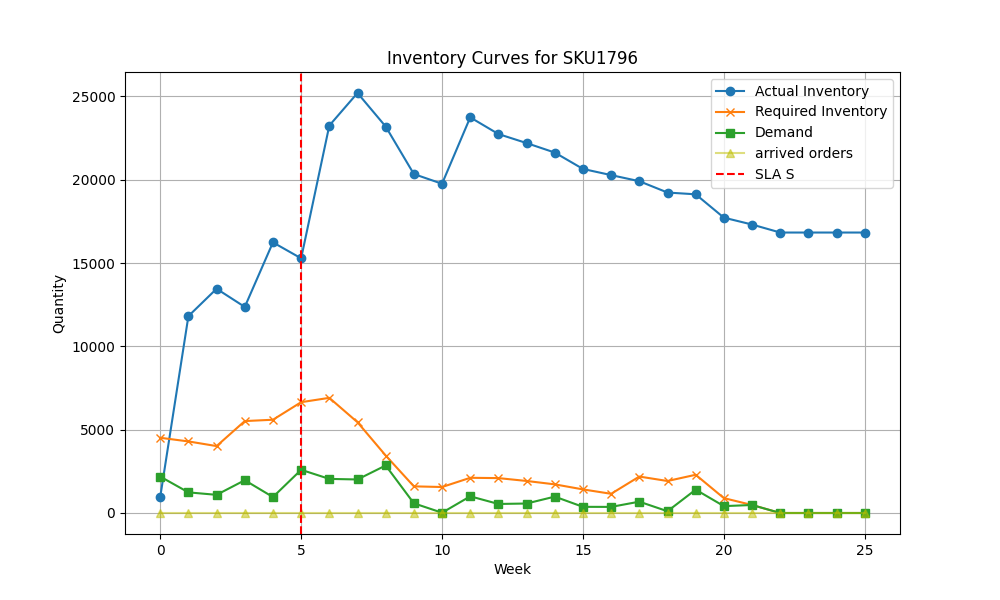 Inventory Curves for SKU1796
Actual Inventory
Required Inventory
Demand
arrived orders
SLA S
Quantity
25000
20000
15000
10000
5000
0
0 5 10 15 20 25
Week